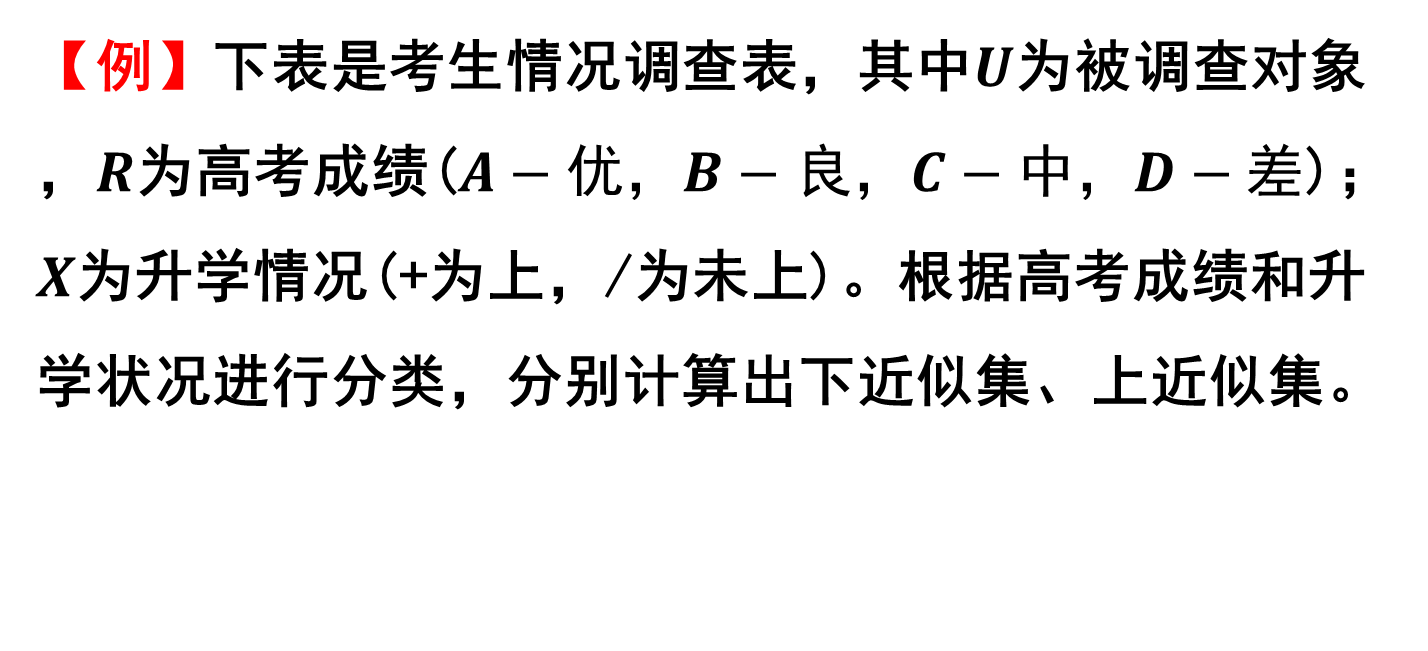 【例】下表是考生情况调查表，其中U为被调查对象
，R为高考成绩(A－优，B－良，C－中，D－差)；
X为升学情况(+为上，/为未上)。根据高考成绩和升
学状况进行分类，分别计算出下近似集、上近似集。